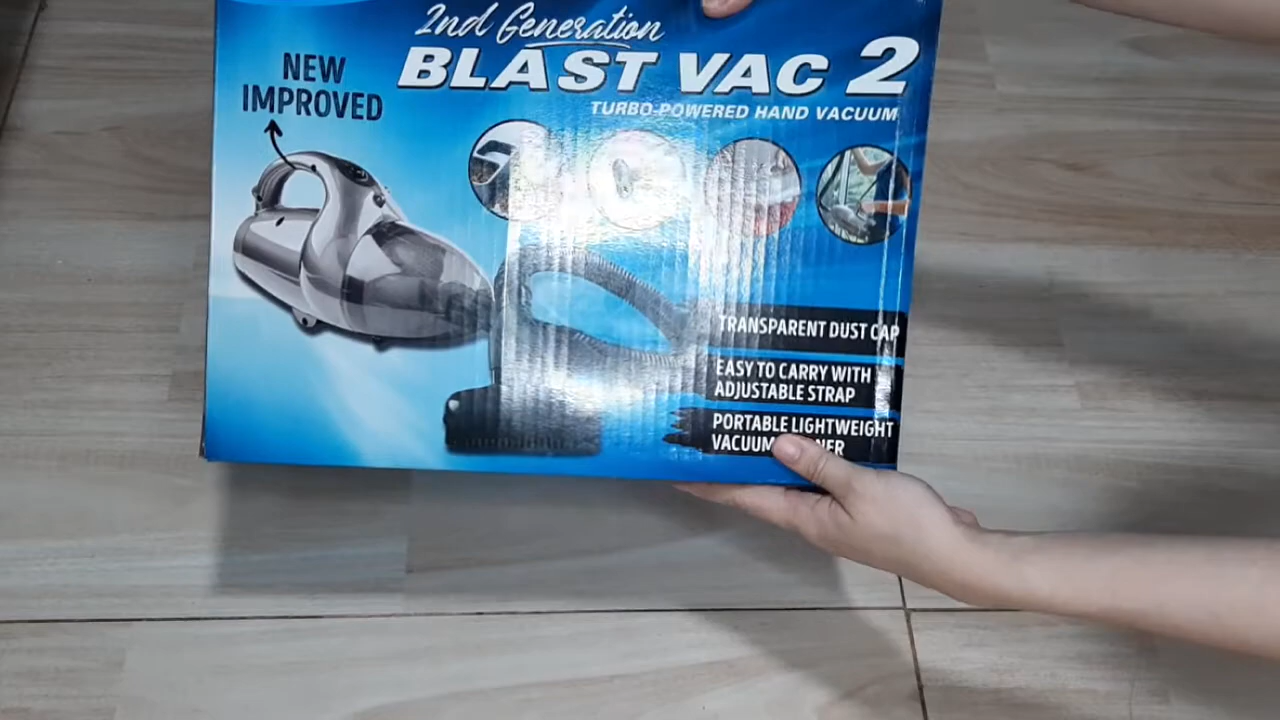 2nd Generation
BLAST VAC 2
TURBO-POWERED HAND VACUUM
NEW
IMPROVED
TRANSPARENT DUST CAP
EASY TO CARRY WITH
ADJUSTABLE STRAP
PORTABLE LIGHTWEIGHT
VACUUM